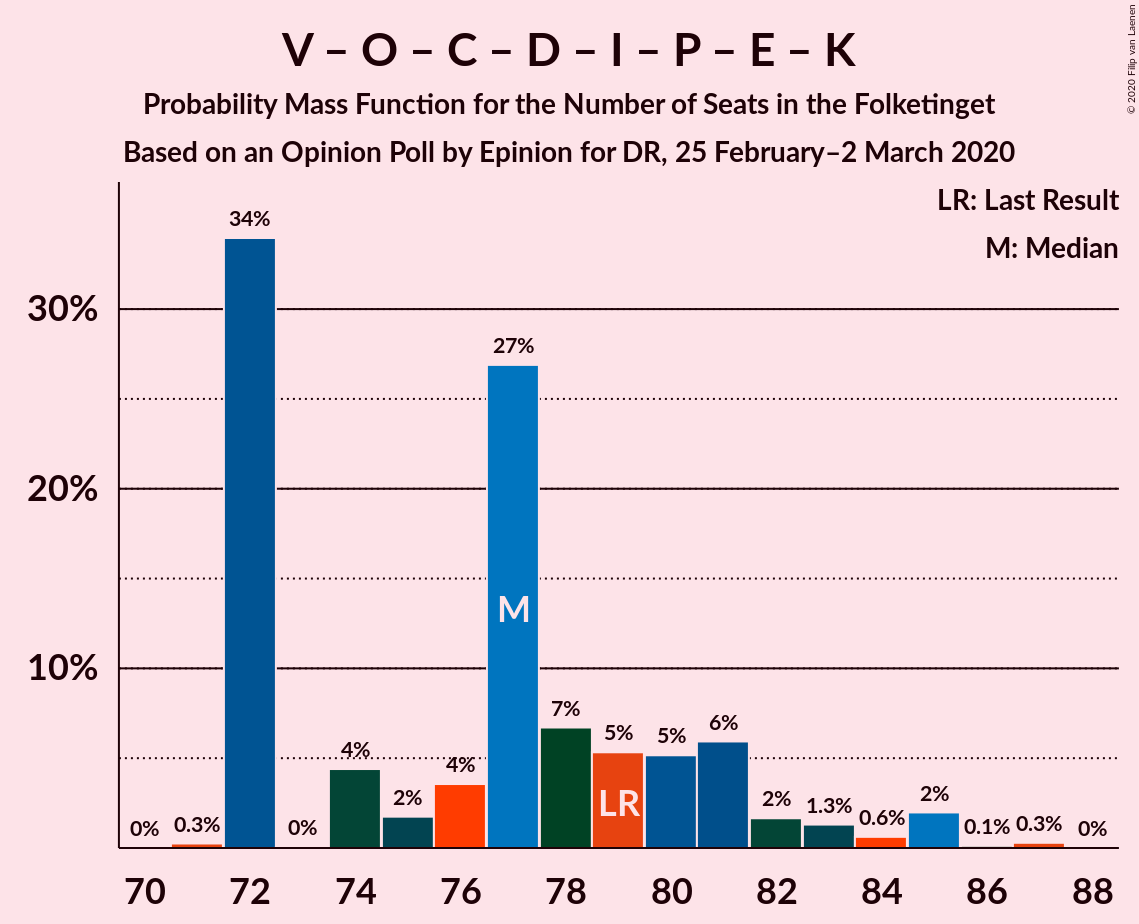 V – O – C – D – I – P – E – K
Probability Mass Function for the Number of Seats in the Folketinget
Based on an Opinion Poll by Epinion for DR, 25 February–2 March 2020
© 2020 Filip van Laenen
LR: Last Result
M: Median
30%
20%
10%
0%
0.3%
34%
0%
4%
2%
4%
27%
7%
5%
5%
6%
2%
1.3%
0.6%
2%
0.1%
0.3%
0%
M
LR
70 72 74 76 78 80 82 84 86 88